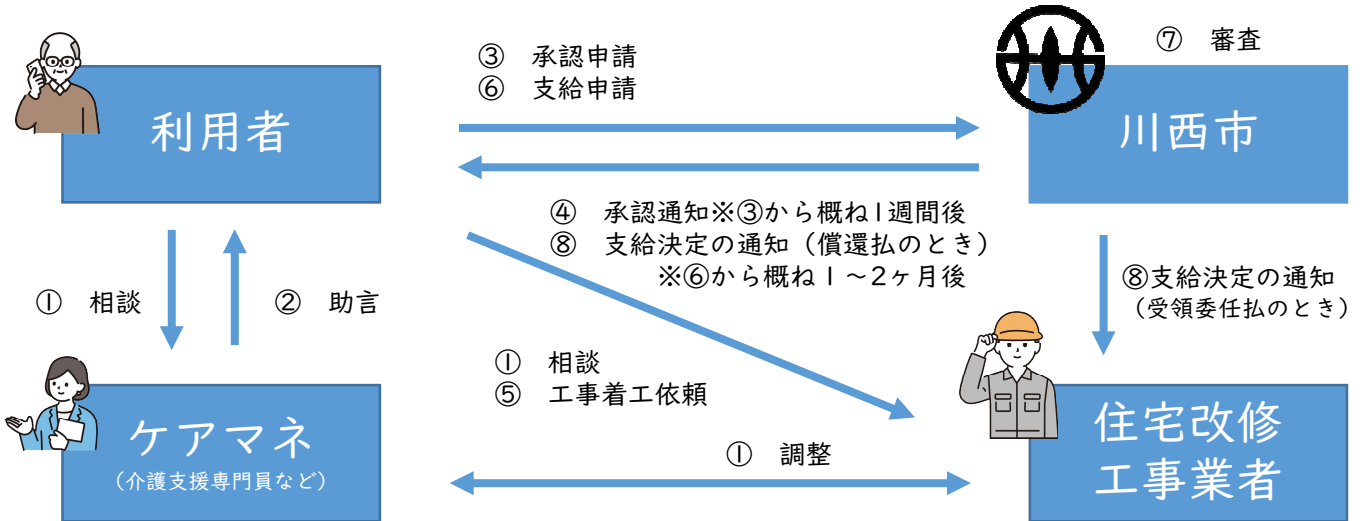 ③ 承認申請
⑥ 支給申請
⑦ 審査
利用者
川西市
④ 承認通知※③から概ね1週間後
⑧ 支給決定の通知(償還払のとき)
※⑥から概ね1~2ヶ月後
① 相談
② 助言
⑧支給決定の通知
(受領委任払のとき)
① 相談
⑤ 工事着工依頼
ケアマネ
(介護支援専門員など)
① 調整
住宅改修
工事業者